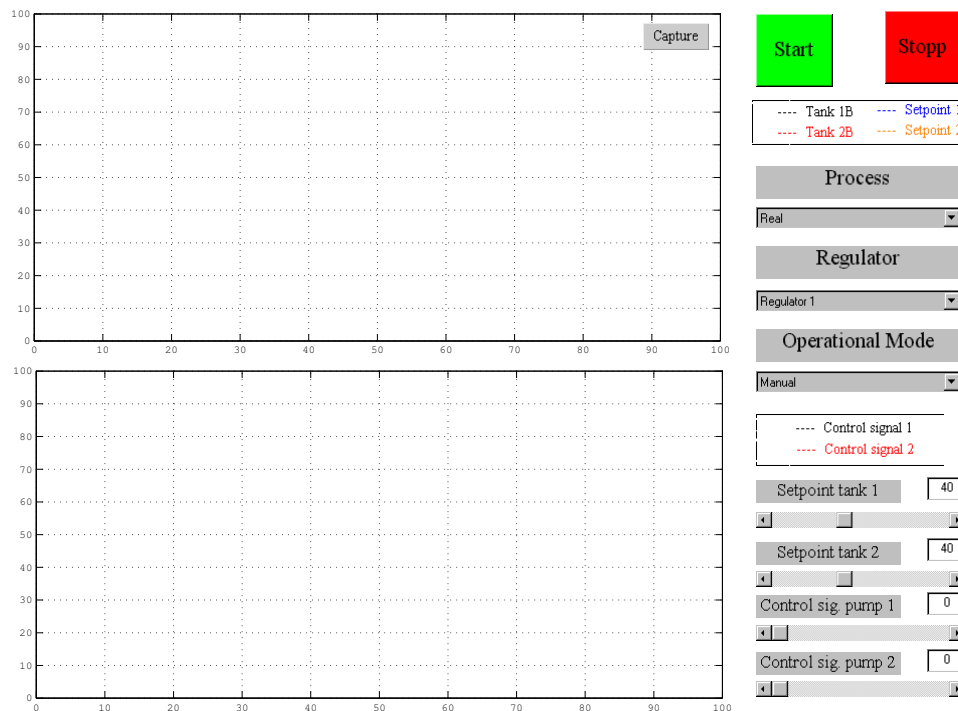 100
90
80
70
60
50
40
30
20
10
0
0 10 20 30 40 50 60 70 80 90 100
Capture
100
90
80
70
60
50
40
30
20
10
0
0 10 20 30 40 50 60 70 80 90 100
Start Stopp
---- Tank 1B ---- Setpoint 1
---- Tank 2B ---- Setpoint 2
Process
Real
Regulator
Regulator 1
Operational Mode
Manual
---- Control signal 1
---- Control signal 2
Setpoint tank 1 40
Setpoint tank 2 40
Control sig. pump 1 0
Control sig. pump 2 0